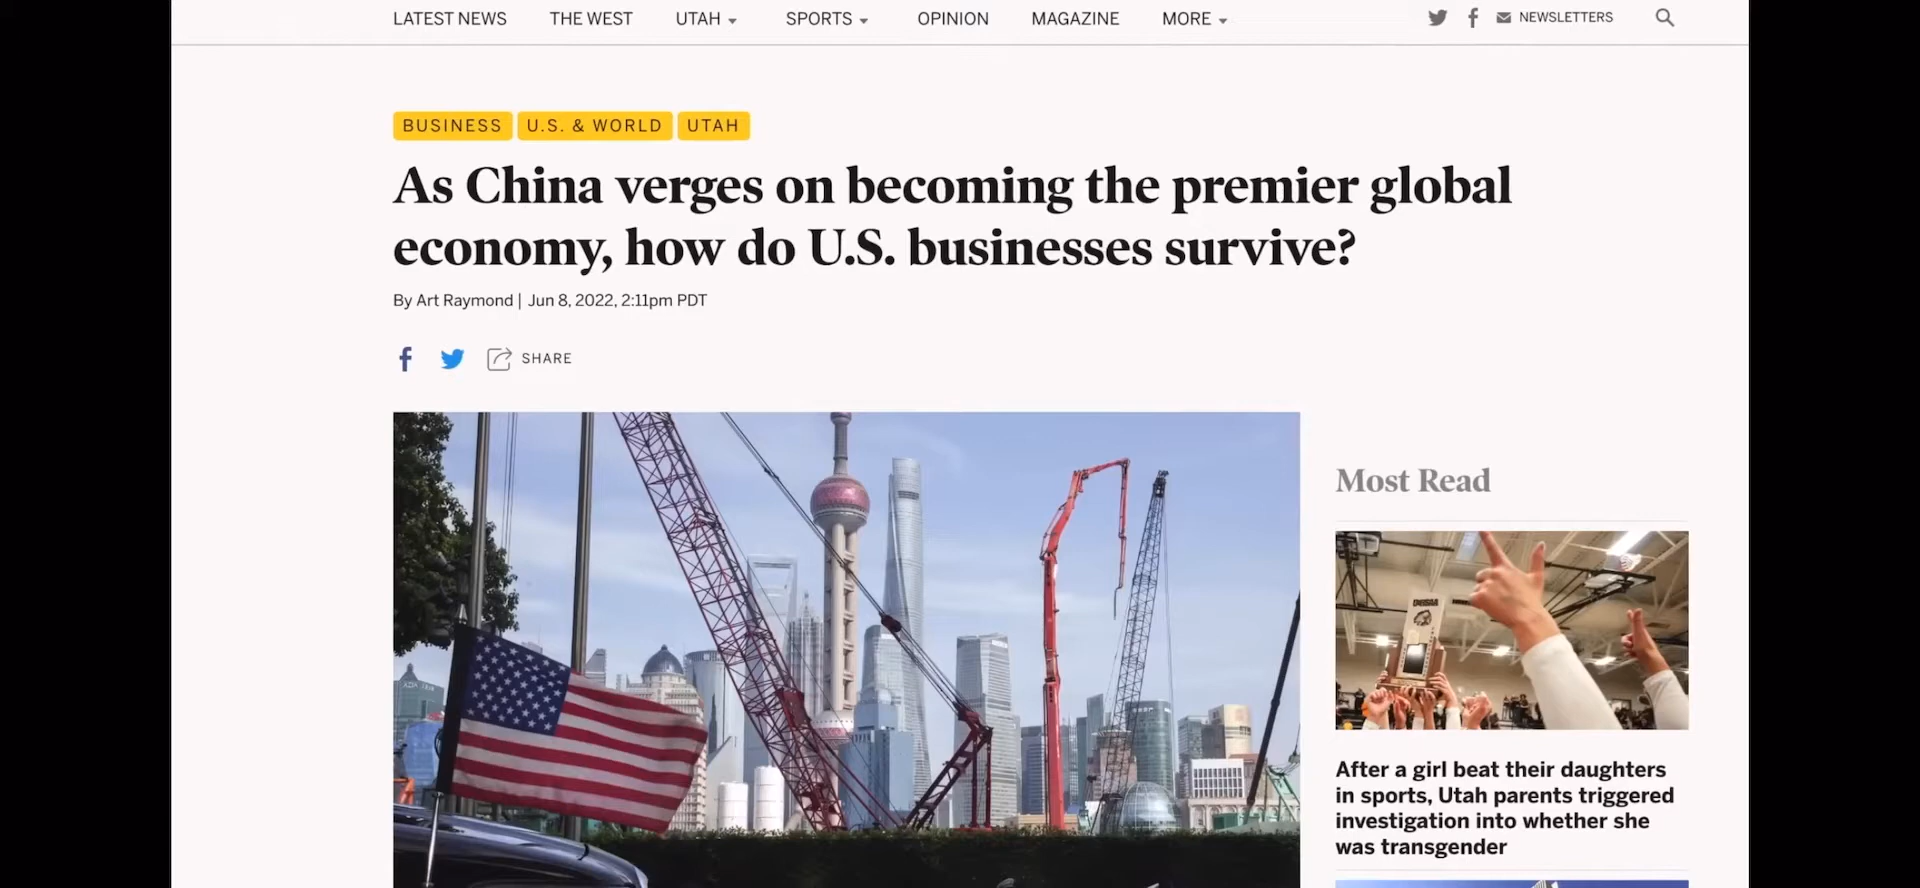 LATEST NEWS THE WEST UTAH SPORTS OPINION MAGAZINE MORE NEWSLETTERS
BUSINESS U.S. & WORLD UTAH
As China verges on becoming the premier global
economy, how do U.S. businesses survive?
By Art Raymond | Jun 8, 2022, 2:11pm PDT
SHARE
Most Read
After a girl beat their daughters
in sports, Utah parents triggered
investigation into whether she
was transgender